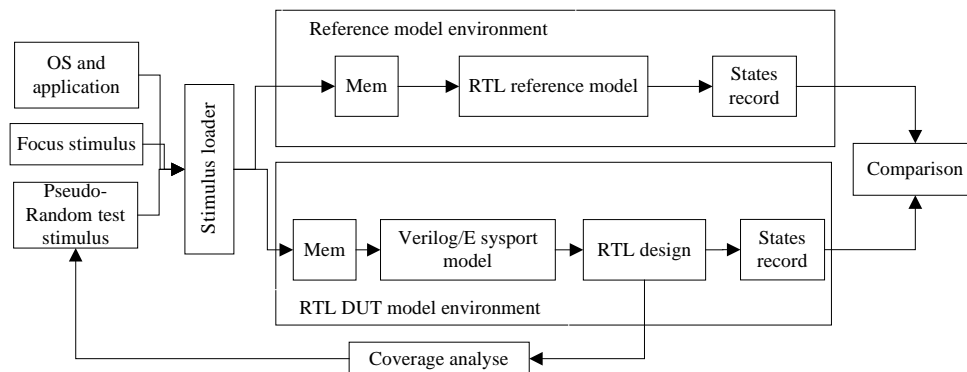 Reference model environment
OS and
application
Mem
RTL reference model
States
record
Focus stimulus
Stimulus loader
Comparison
Pseudo-
Random test
stimulus
Mem
Verilog/E sysport
model
RTL design
States
record
RTL DUT model environment
Coverage analyse